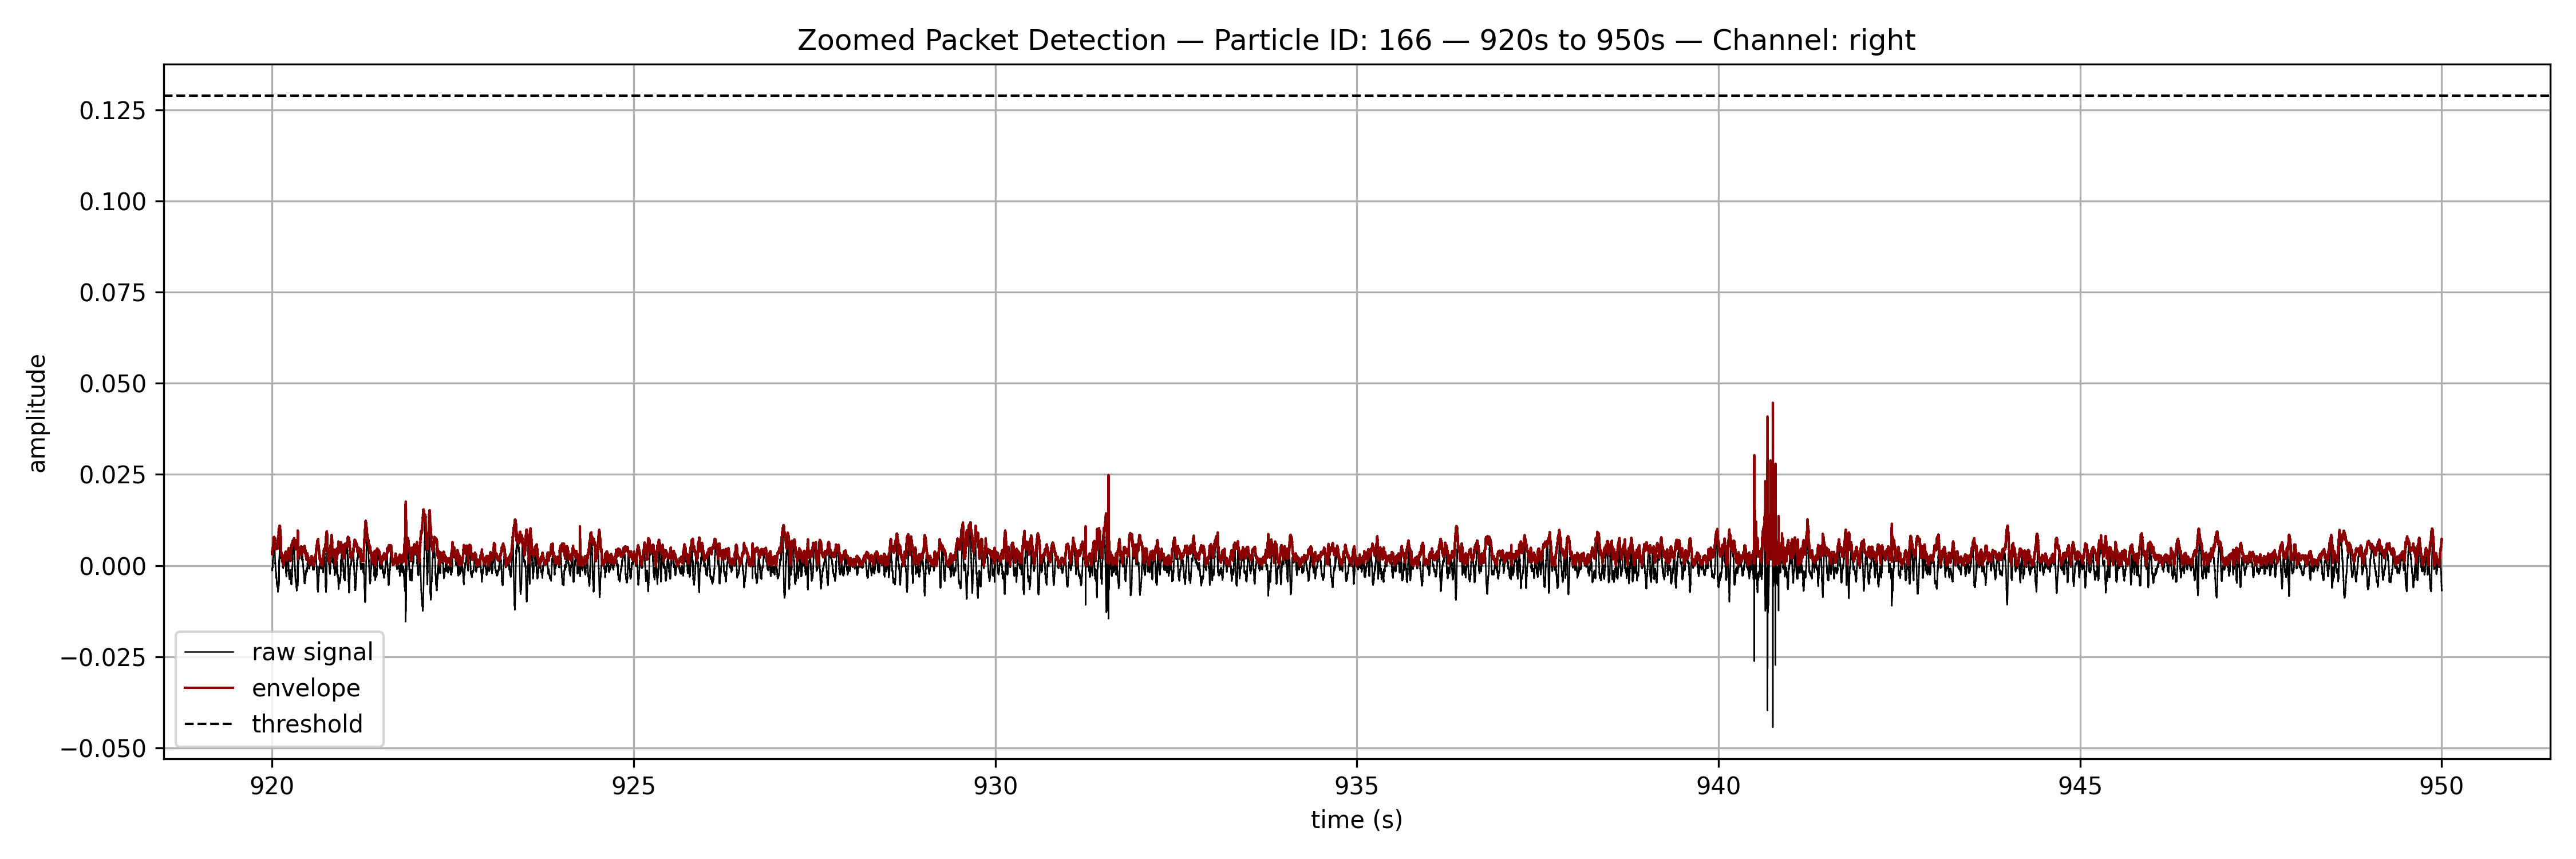 Zoomed Packet Detection — Particle ID: 166 — 920s to 950s — Channel: right
amplitude
0.125
0.100
0.075
0.050
0.025
0.000
−0.025
−0.050
raw signal
envelope
threshold
920
925
930
935
940
945
950
time (s)